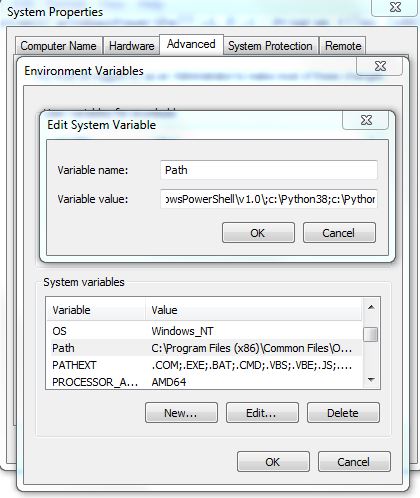 System Properties
Computer Name Hardware Advanced System Protection Remote
Environment Variables
Edit System Variable
Variable name: Path
Variable value: owsPowerShell\v1.0\;c:\Python38;c:\Python
OK Cancel
System variables
Variable Value
OS Windows_NT
Path C:\Program Files (x86)\Common Files\O...
PATHEXT .COM;.EXE;.BAT;.CMD;.VBS;.VBE;.JS;....
PROCESSOR_A... AMD64
New... Edit... Delete
OK Cancel